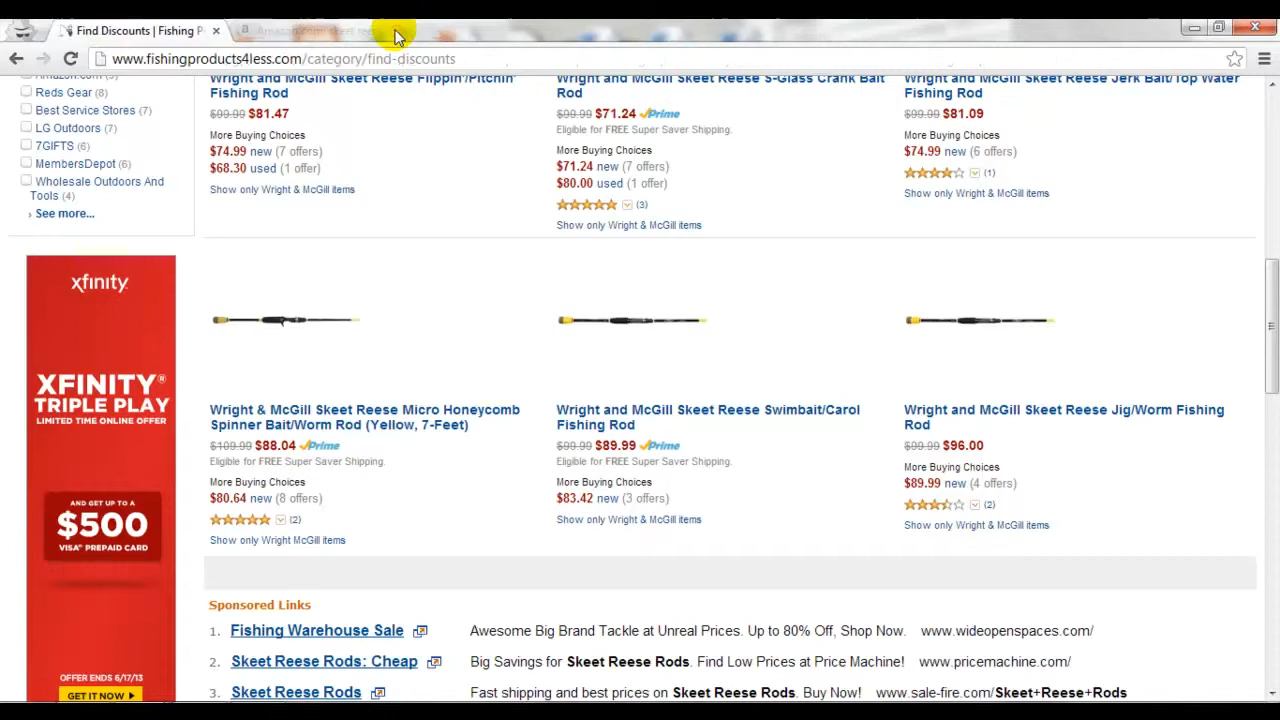 Find Discounts | Fishing P
Amazon.com: skeet ree
www.fishingproducts4less.com/category/find-discounts
Amazon.com
Reds Gear (8)
Best Service Stores (7)
LG Outdoors (7)
7GIFTS (6)
MembersDepot (6)
Wholesale Outdoors And
Tools (4)
› See more...
xfinity.
XFINITY®
TRIPLE PLAY
LIMITED TIME ONLINE OFFER
AND GET UP TO A
$500
VISA® PREPAID CARD
OFFER ENDS 6/17/13
GET IT NOW
Wright and McGill Skeet Reese Flippin'/Pitchin'
Fishing Rod
$99.99 $81.47
More Buying Choices
$74.99 new (7 offers)
$68.30 used (1 offer)
Show only Wright & McGill items
Wright and McGill Skeet Reese S-Glass Crank Bait
Rod
$99.99 $71.24 Prime
Eligible for FREE Super Saver Shipping.
More Buying Choices
$71.24 new (7 offers)
$80.00 used (1 offer)
(3)
Show only Wright & McGill items
Wright and McGill Skeet Reese Jerk Bait/Top Water
Fishing Rod
$99.99 $81.09
More Buying Choices
$74.99 new (6 offers)
(1)
Show only Wright & McGill items
Wright & McGill Skeet Reese Micro Honeycomb
Spinner Bait/Worm Rod (Yellow, 7-Feet)
$109.99 $88.04 Prime
Eligible for FREE Super Saver Shipping.
More Buying Choices
$80.64 new (8 offers)
(2)
Show only Wright McGill items
Wright and McGill Skeet Reese Swimbait/Carol
Fishing Rod
$99.99 $89.99 Prime
Eligible for FREE Super Saver Shipping.
More Buying Choices
$83.42 new (3 offers)
Show only Wright & McGill items
Wright and McGill Skeet Reese Jig/Worm Fishing
Rod
$99.99 $96.00
More Buying Choices
$89.99 new (4 offers)
(2)
Show only Wright & McGill items
Sponsored Links
1. Fishing Warehouse Sale Awesome Big Brand Tackle at Unreal Prices. Up to 80% Off, Shop Now. www.wideopenspaces.com/
2. Skeet Reese Rods: Cheap Big Savings for Skeet Reese Rods. Find Low Prices at Price Machine! www.pricemachine.com/
3. Skeet Reese Rods Fast shipping and best prices on Skeet Reese Rods. Buy Now! www.sale-fire.com/Skeet+Reese+Rods